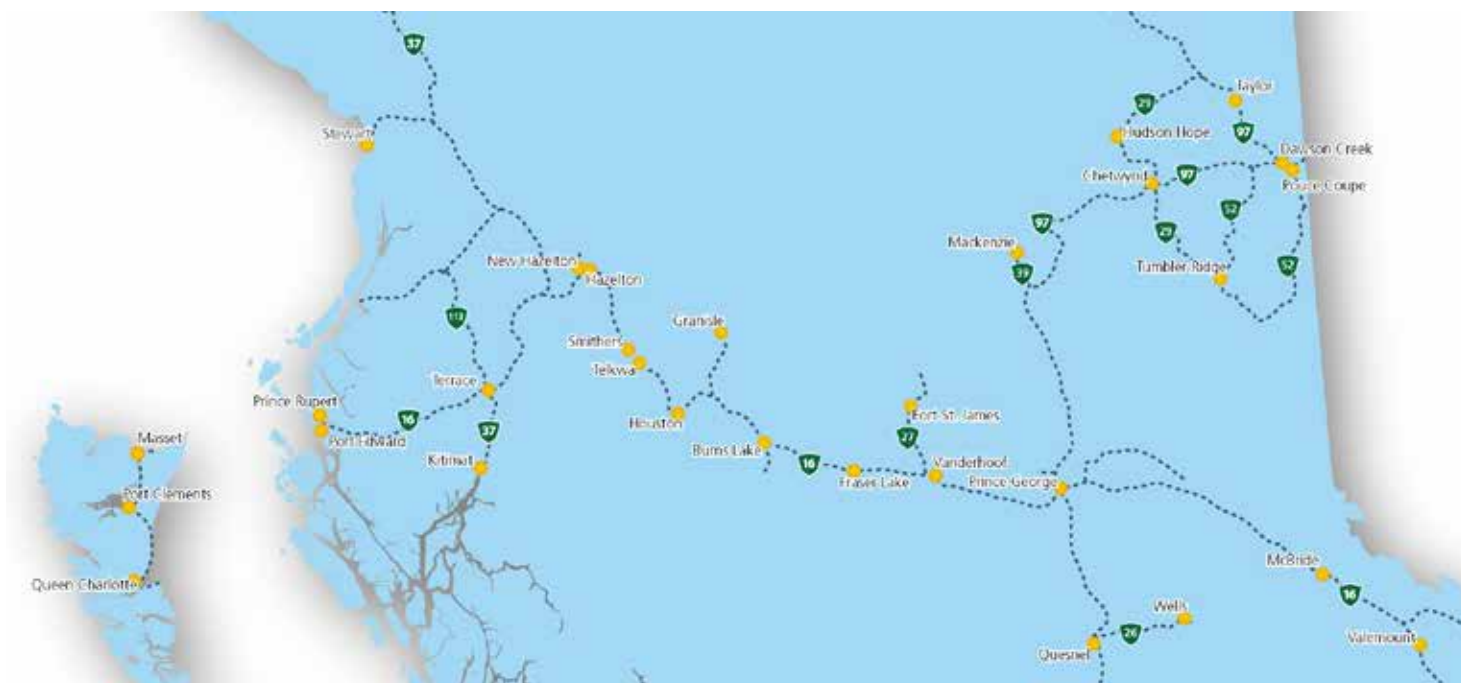 37
Stewart
29
Taylor
Hudson Hope
97
Dawson Creek
Chetwynd
97
Pouce Coupe
52
97
29
Mackenzie
New Hazelton
Hazelton
39
Tumbler Ridge
52
113
Granisle
Smithers
Telkwa
Terrace
Prince Rupert
16
Port Edward
37
Houston
Fort St. James
27
Masset
Burns Lake
Kitimat
16
Vanderhoof
Fraser Lake
Prince George
Port Clements
McBride
Queen Charlotte
16
Wells
26
Quesnel
Valemount